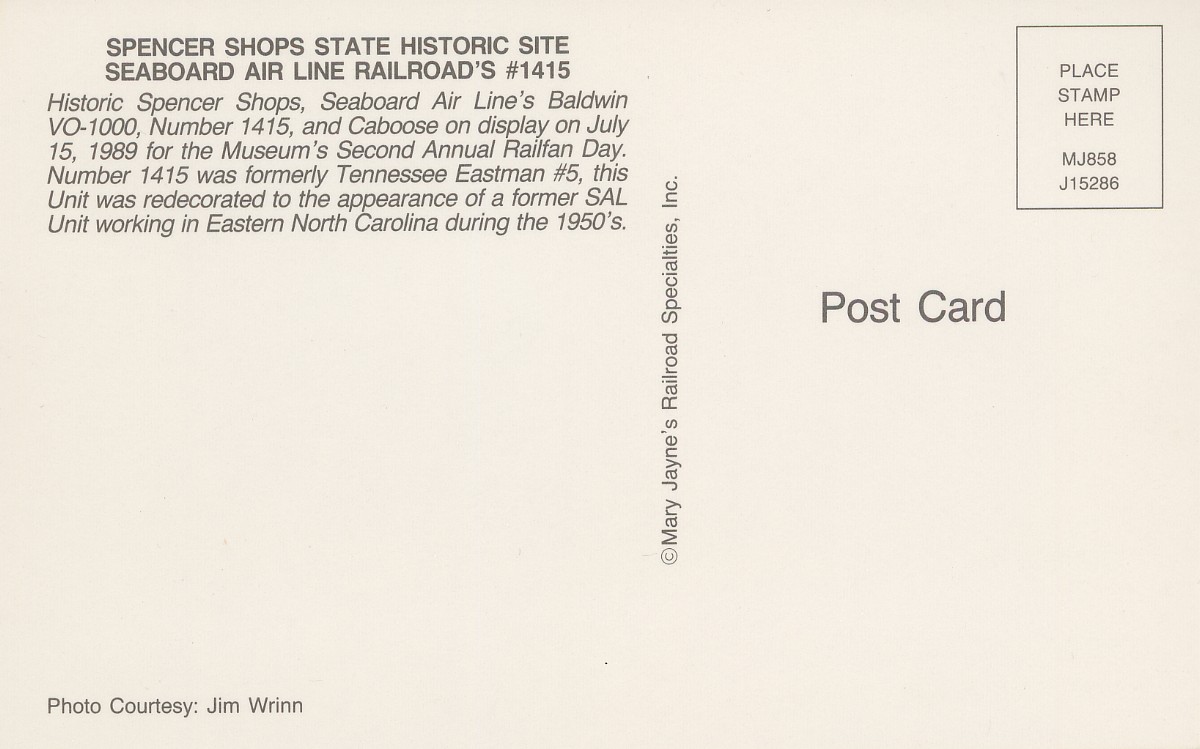 SPENCER SHOPS STATE HISTORIC SITE
SEABOARD AIR LINE RAILROAD'S #1415
Historic Spencer Shops, Seaboard Air Line's Baldwin
VO-1000, Number 1415, and Caboose on display on July
15, 1989 for the Museum's Second Annual Railfan Day.
Number 1415 was formerly Tennessee Eastman #5, this
Unit was redecorated to the appearance of a former SAL
Unit working in Eastern North Carolina during the 1950's.
Photo Courtesy: Jim Wrinn
©Mary Jayne's Railroad Specialties, Inc.
PLACE
STAMP
HERE
MJ858
J15286
Post Card